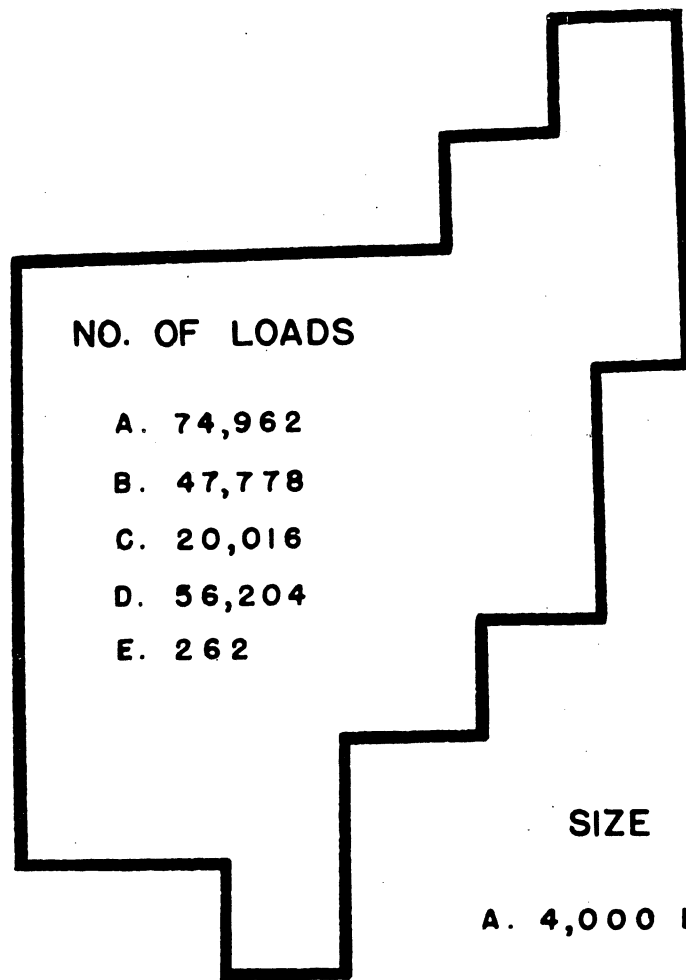 NO. OF LOADS
A. 74,962
B. 47,778
C. 20,016
D. 56,204
E. 262
SIZE
A. 4,000